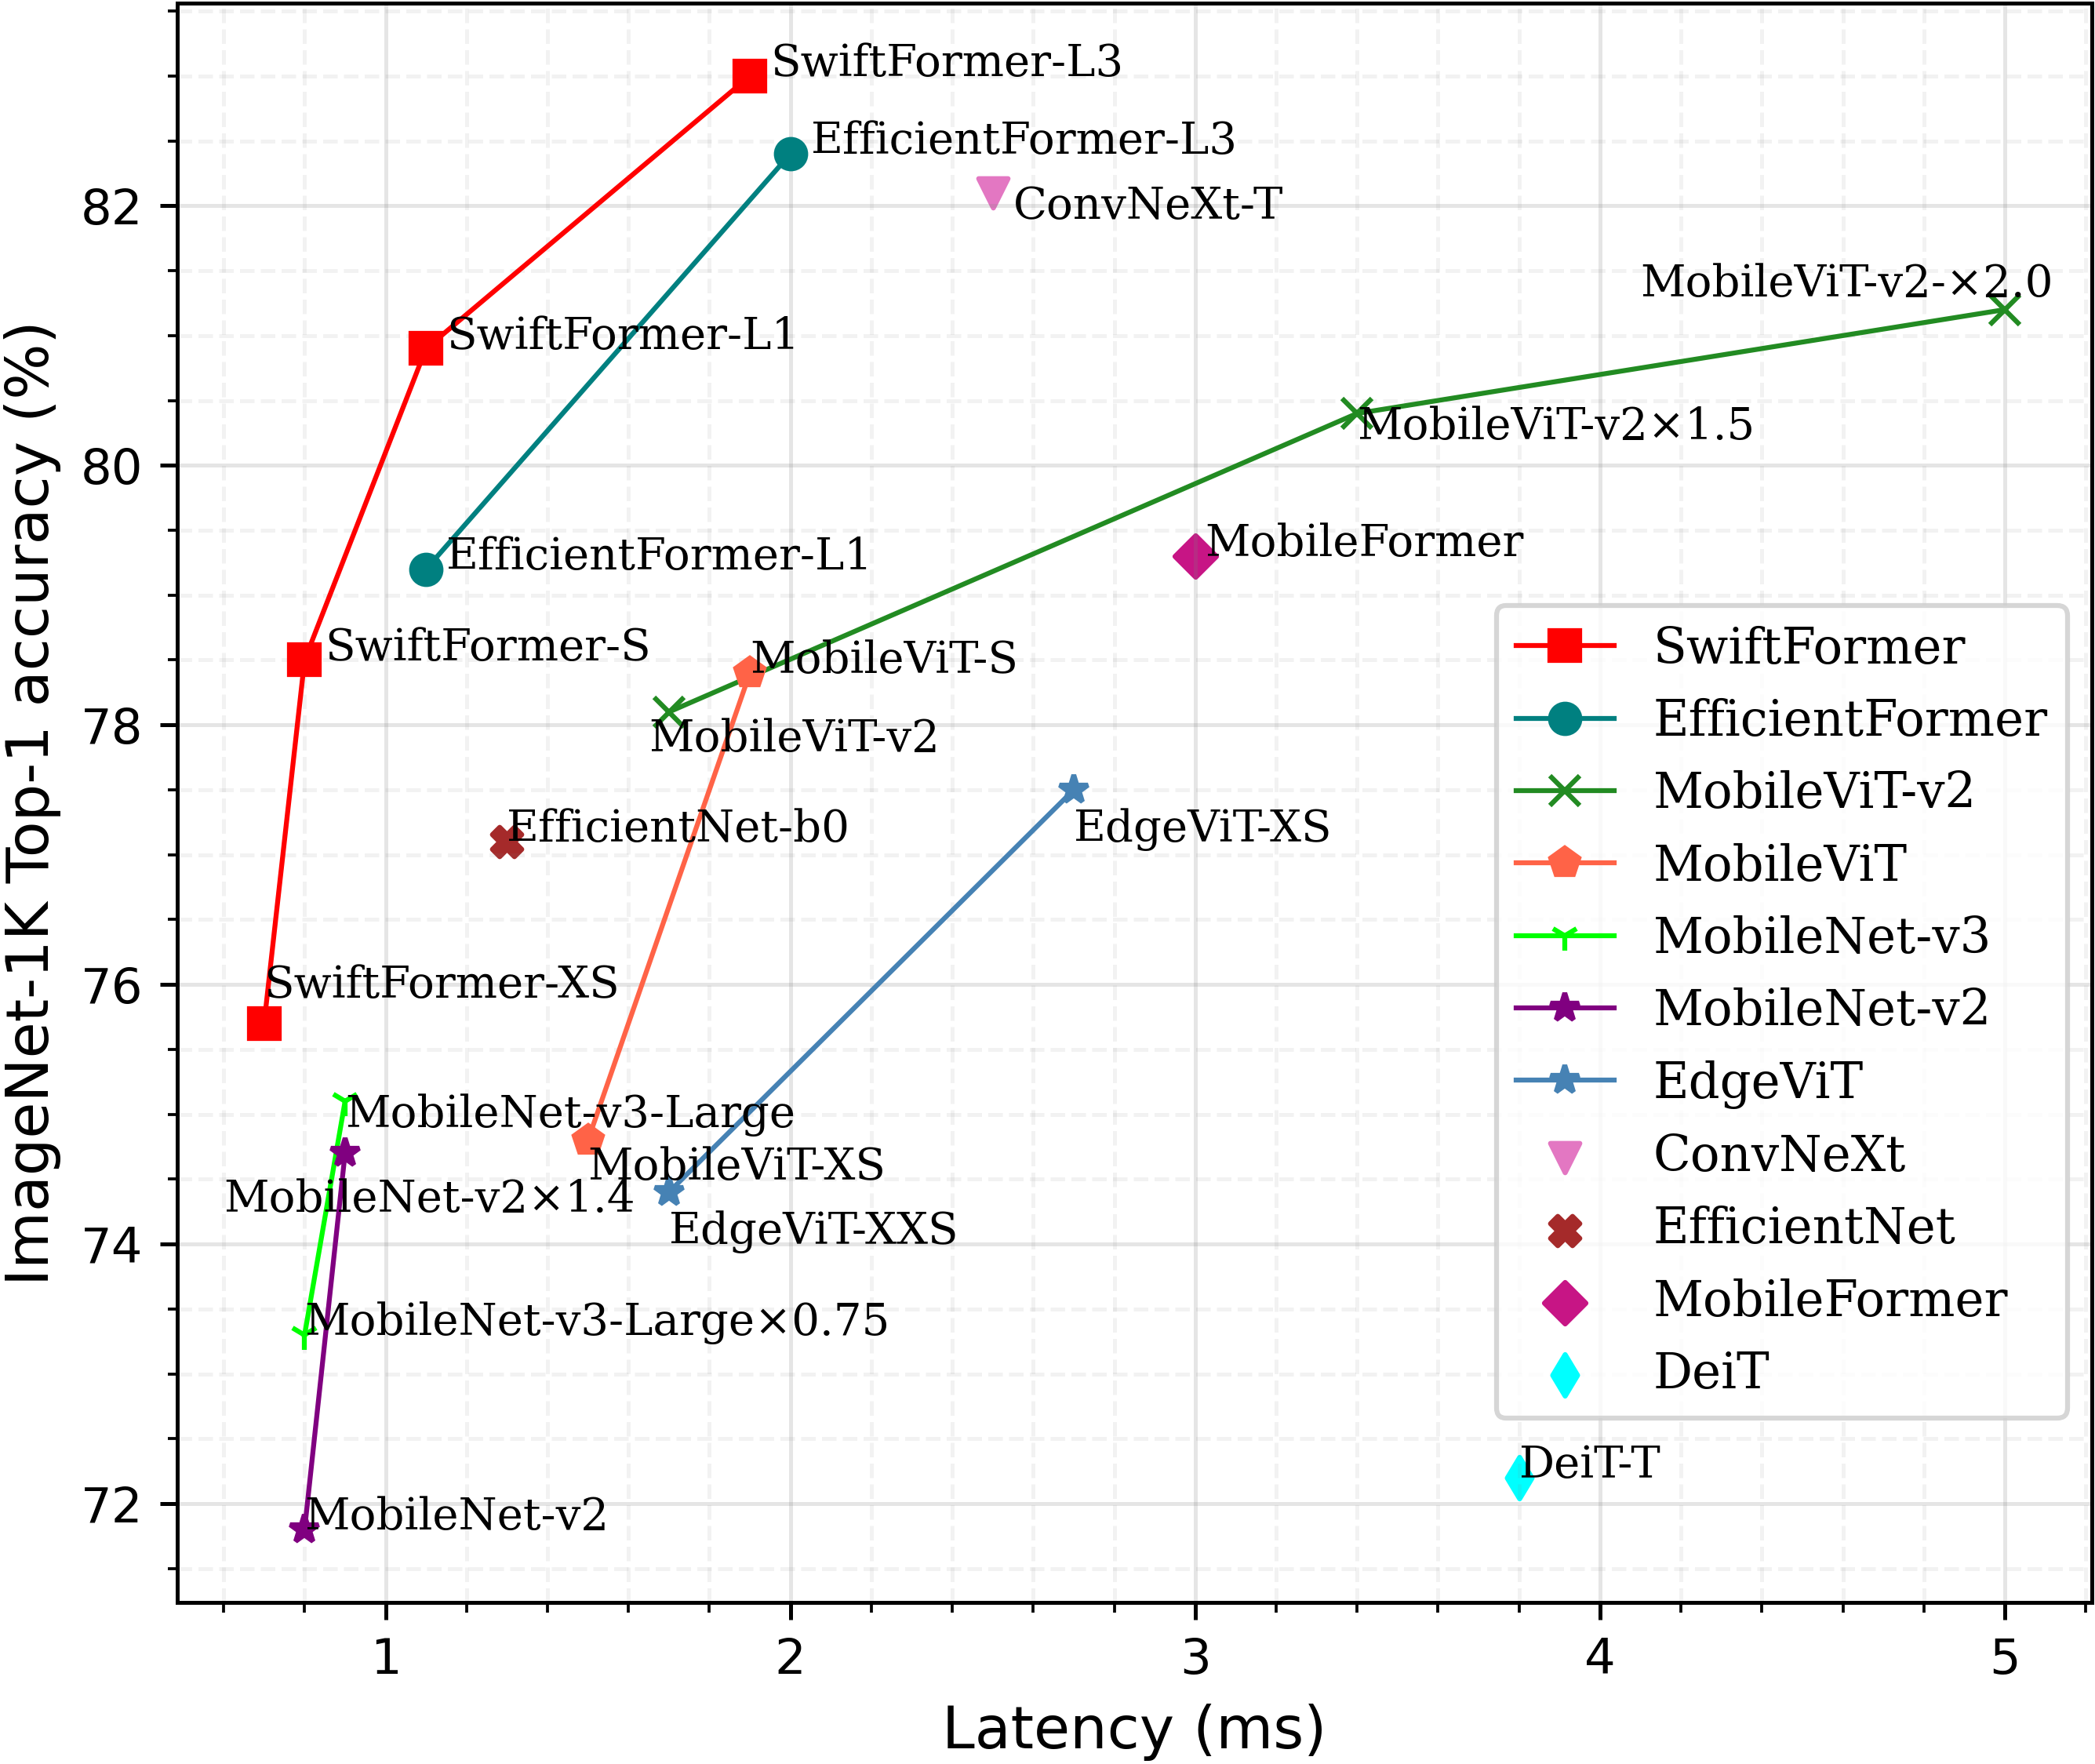 SwiftFormer-L3
EfficientFormer-L3
ConvNeXt-T
MobileViT-v2-×2.0
SwiftFormer-L1
MobileViT-v2×1.5
EfficientFormer-L1
MobileFormer
SwiftFormer-S
MobileViT-S
MobileViT-v2
EfficientNet-b0
EdgeViT-XS
SwiftFormer-XS
MobileNet-v3-Large
MobileViT-XS
MobileNet-v2×1.4
EdgeViT-XXS
MobileNet-v3-Large×0.75
DeiT-T
MobileNet-v2
SwiftFormer
EfficientFormer
MobileViT-v2
MobileViT
MobileNet-v3
MobileNet-v2
EdgeViT
ConvNeXt
EfficientNet
MobileFormer
DeiT
82
80
78
76
74
72
ImageNet-1K Top-1 accuracy (%)
1 2 3 4 5
Latency (ms)